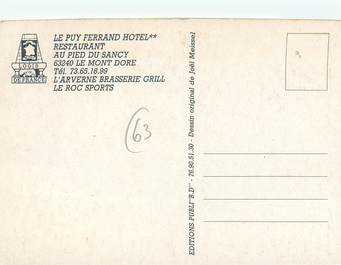 LOGIS
DE FRANCE
LE PUY FERRAND HOTEL**
RESTAURANT
AU PIED DU SANCY
63240 LE MONT DORE
Tél. 73.65.18.99
L'ARVERNE BRASSERIE GRILL
LE ROC SPORTS
63
EDITIONS PUBLI"B.D" - 76.90.51.30 - Dessin original de Joël Meissel